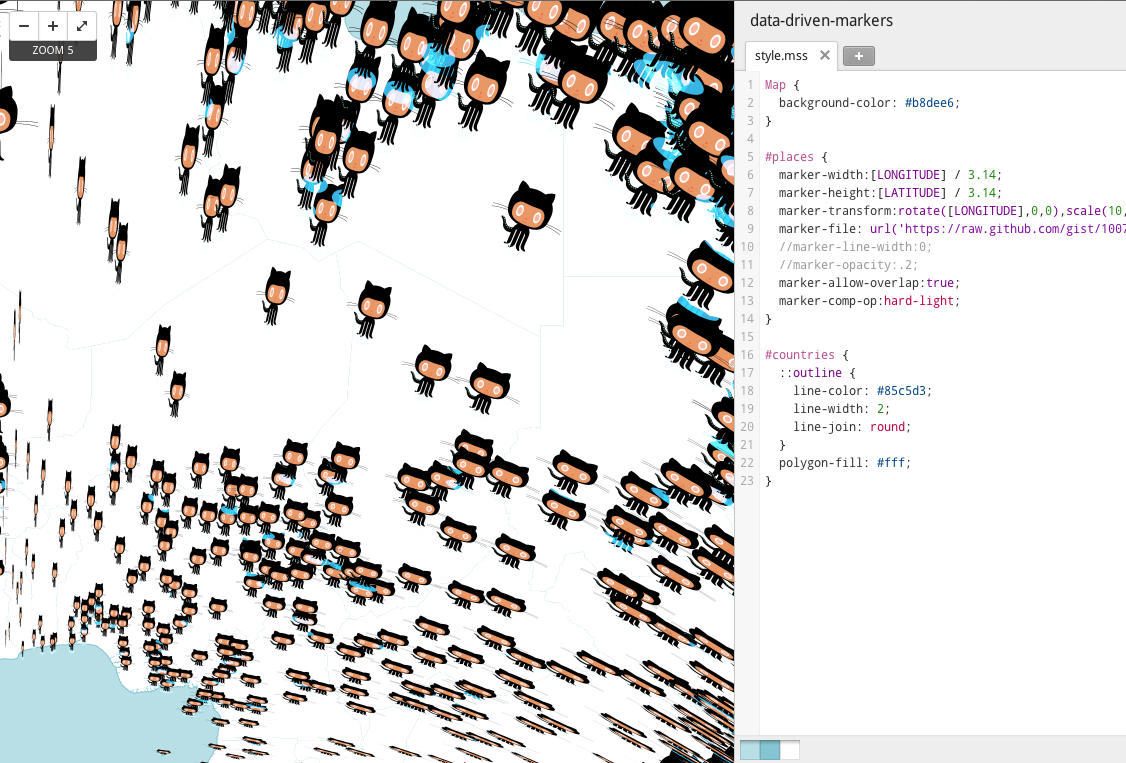 ZOOM 5
data-driven-markers
style.mss
1 Map {
2   background-color: #b8dee6;
3 }
4
5 #places {
6   marker-width:[LONGITUDE] / 3.14;
7   marker-height:[LATITUDE] / 3.14;
8   marker-transform:rotate([LONGITUDE],0,0),scale(10,
9   marker-file: url('https://raw.github.com/gist/1007
10   //marker-line-width:0;
11   //marker-opacity:.2;
12   marker-allow-overlap:true;
13   marker-comp-op:hard-light;
14 }
15
16 #countries {
17   ::outline {
18     line-color: #85c5d3;
19     line-width: 2;
20     line-join: round;
21   }
22   polygon-fill: #fff;
23 }